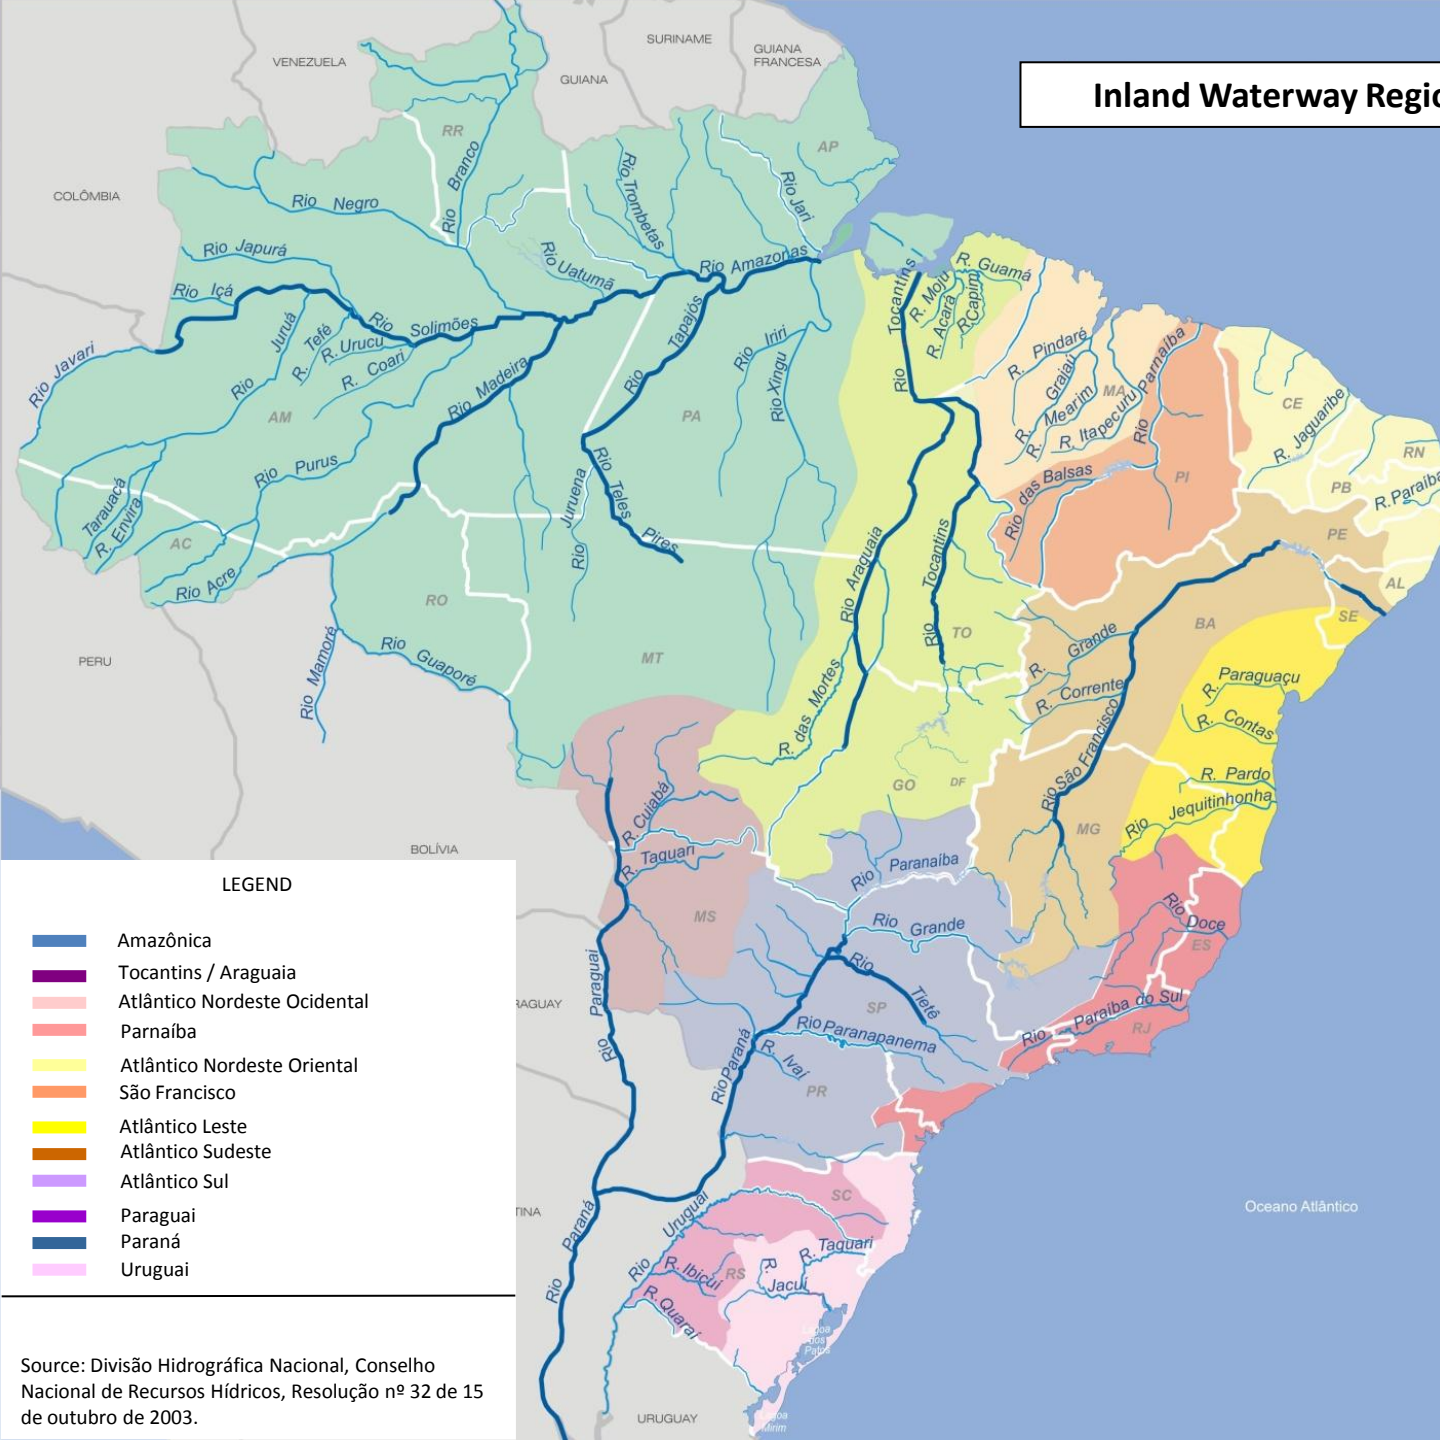 Inland Waterway Regio
VENEZUELA
SURINAME
GUIANA
FRANCESA
GUIANA
COLÔMBIA
PERU
BOLÍVIA
RAGUAY
TINA
URUGUAY
Oceano Atlântico
RR
AP
AM
PA
AC
RO
MT
TO
MA
PI
CE
RN
PB
PE
AL
SE
BA
GO
DF
MG
MS
ES
SP
RJ
PR
SC
RS
Rio Branco
Rio Negro
Rio Japurá
Rio Içá
Rio Javari
Rio Solimões
Rio Juruá
R. Tefé
R. Urucu
R. Coari
Rio Madeira
Rio Purus
Tarauacá
R. Envira
Rio Acre
Rio Mamoré
Rio Guaporé
Rio Uatumã
Rio Trombetas
Rio Jari
Rio Amazonas
Rio Tapajós
Rio Iriri
Rio Xingu
Rio Juruena
Rio Teles Pires
Rio Tocantins
R. Moju
R. Acará
R. Capim
R. Guamá
Rio Araguaia
Rio Tocantins
R. das Mortes
R. Pindaré
R. Grajaú
R. Mearim
R. Itapecuru
Rio Parnaíba
Rio das Balsas
R. Jaguaribe
R. Paraíba
R. Grande
R. Corrente
Rio São Francisco
R. Paraguaçu
R. Contas
R. Pardo
Rio Jequitinhonha
R. Cuiabá
R. Taquari
Rio Paraguai
Rio Paranaíba
Rio Grande
Rio Tietê
Rio Paranapanema
R. Ivaí
Rio Paraná
Rio Doce
Rio Paraíba do Sul
Rio Paraná
Rio Uruguai
R. Ibicuí
R. Quaraí
R. Jacuí
R. Taquari
Lagoa
dos
Patos
Lagoa
Mirim
LEGEND
Amazônica
Tocantins / Araguaia
Atlântico Nordeste Ocidental
Parnaíba
Atlântico Nordeste Oriental
São Francisco
Atlântico Leste
Atlântico Sudeste
Atlântico Sul
Paraguai
Paraná
Uruguai
Source: Divisão Hidrográfica Nacional, Conselho
Nacional de Recursos Hídricos, Resolução nº 32 de 15
de outubro de 2003.